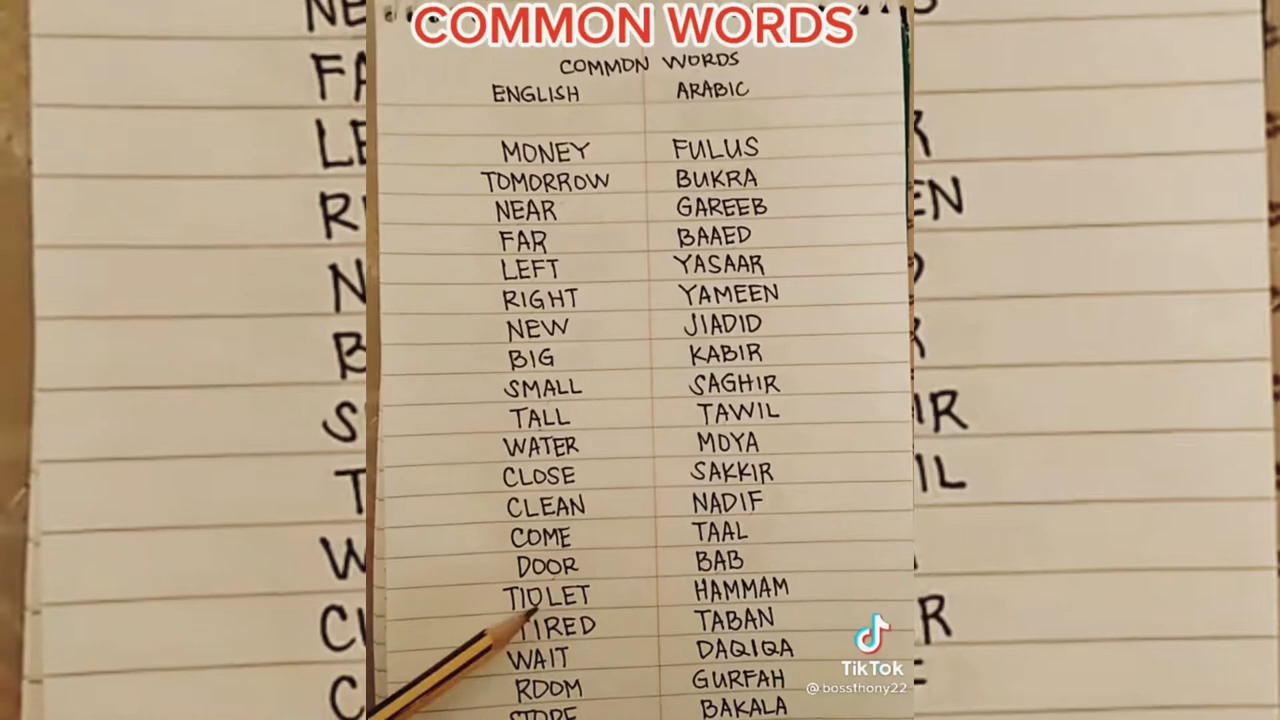 COMMON WORDS
COMMON WORDS
ENGLISH ARABIC
MONEY FULUS
TOMORROW BUKRA
NEAR GAREEB
FAR BAAED
LEFT YASAAR
RIGHT YAMEEN
NEW JIADID
BIG KABIR
SMALL SAGHIR
TALL TAWIL
WATER MOYA
CLOSE SAKKIR
CLEAN NADIF
COME TAAL
DOOR BAB
TIOLET HAMMAM
TIRED TABAN
WAIT DAQIQA
ROOM GURFAH
STORE BAKALA
TikTok
@bossthony22